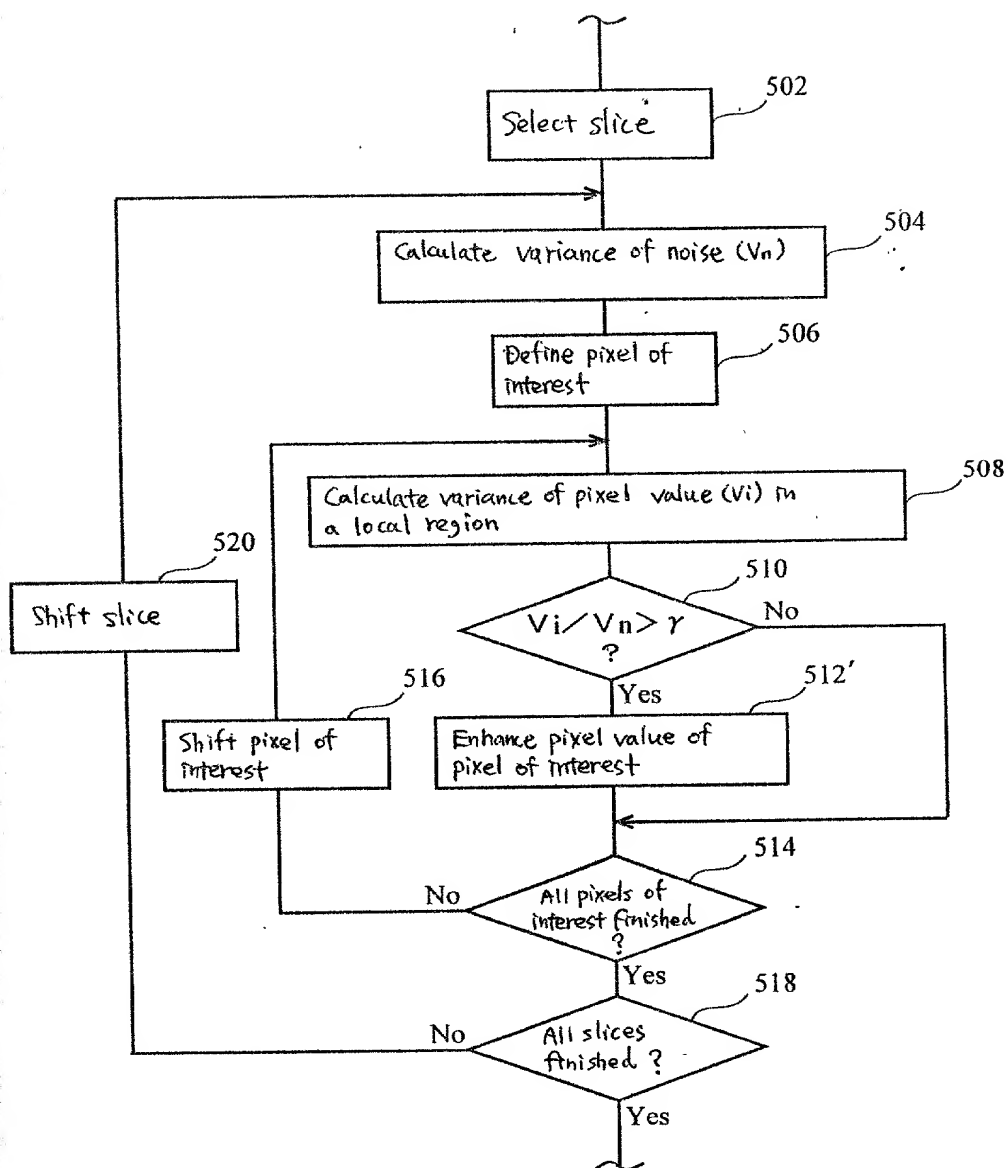 502
Select slice
504
Calculate variance of noise (Vn)
506
Define pixel of
interest
508
Calculate variance of pixel value (Vi) in
a local region
520
Shift slice
510
Vi/Vn>γ
?
No
Yes
516
Shift pixel of
interest
512′
Enhance pixel value of
pixel of interest
514
All pixels of
interest finished
?
No
Yes
518
All slices
finished ?
No
Yes